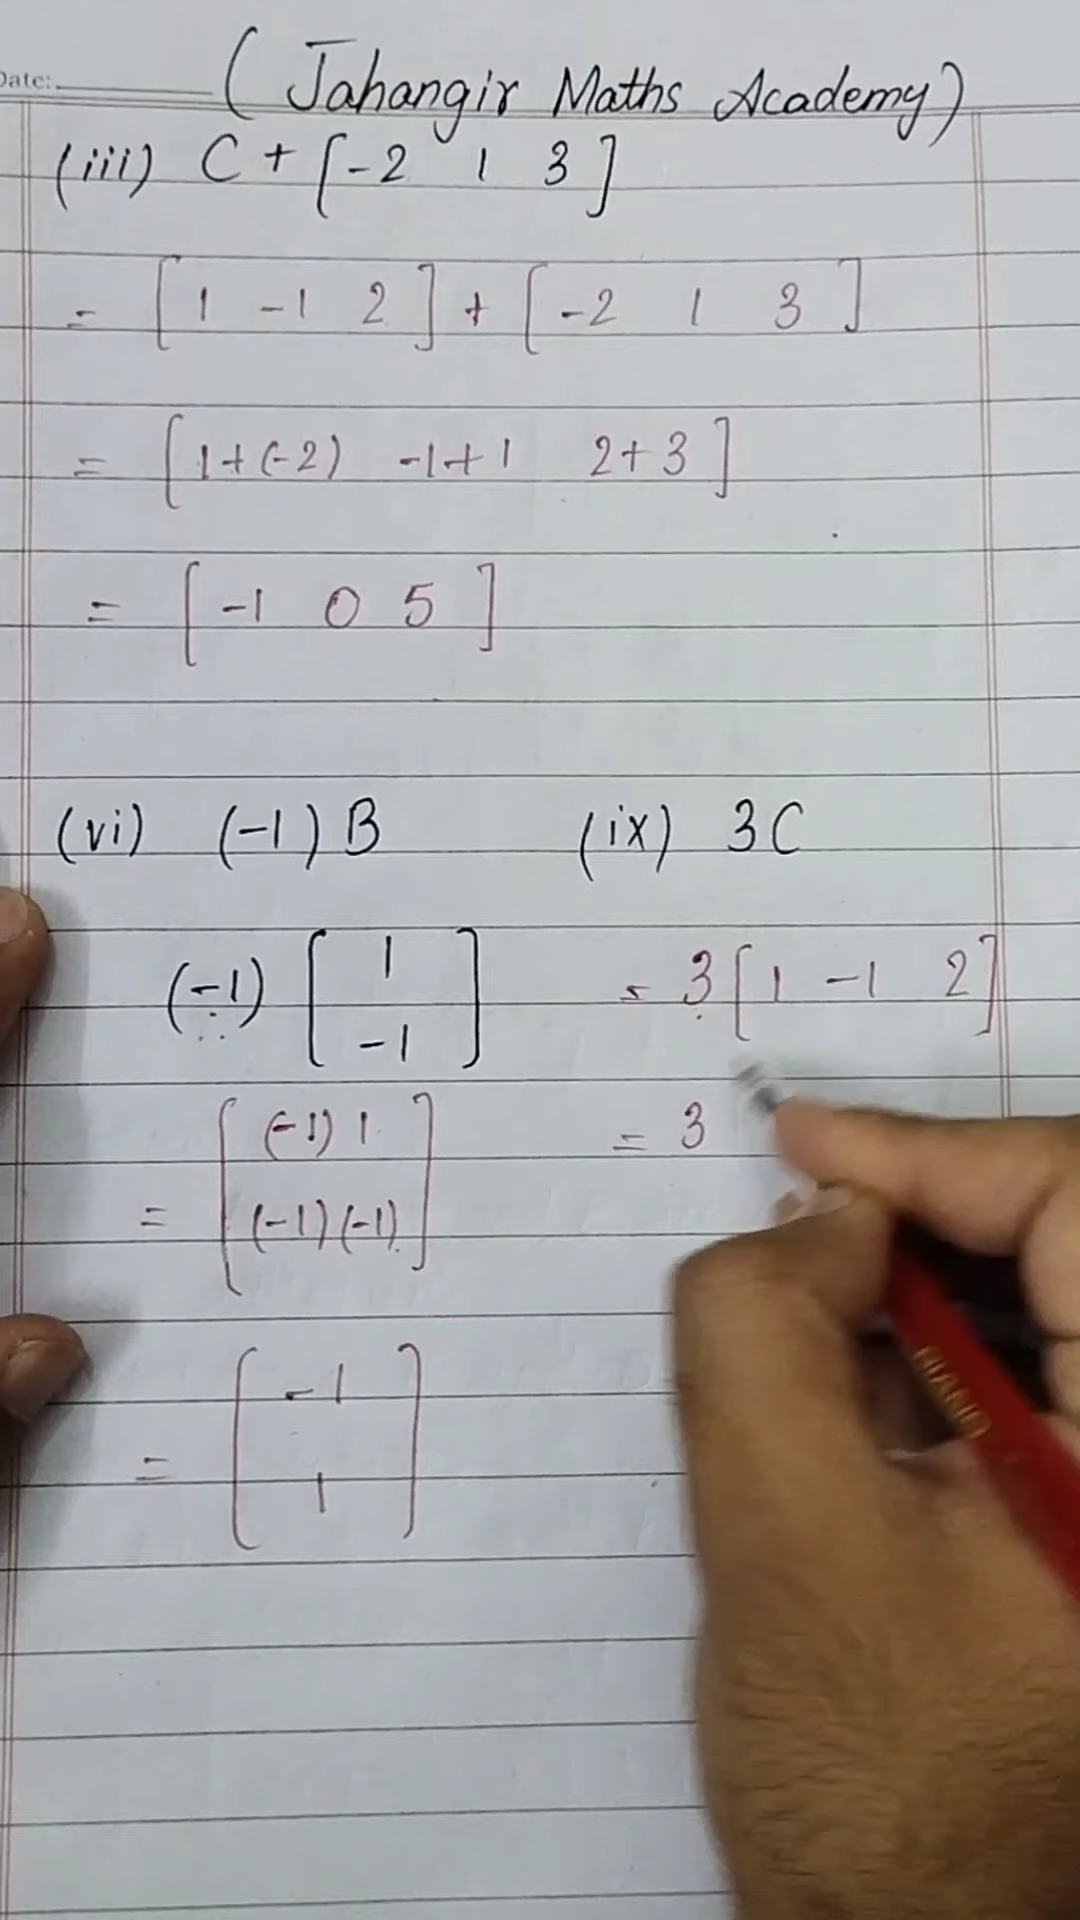 Date:
(Jahangir Maths Academy)
(iii) C + [-2 1 3]
= [1 -1 2] + [-2 1 3]
= [1+(-2) -1+1 2+3]
= [-1 0 5]
(vi) (-1) B
(-1) [1
-1]
= [(-1) 1
(-1)(-1)]
= [-1
1]
(ix) 3C
= 3 [1 -1 2]
= 3